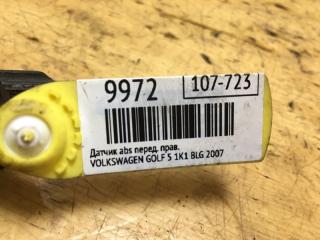 9972 107-723
Датчик abs перед. прав.
VOLKSWAGEN GOLF 5 1K1 BLG 2007